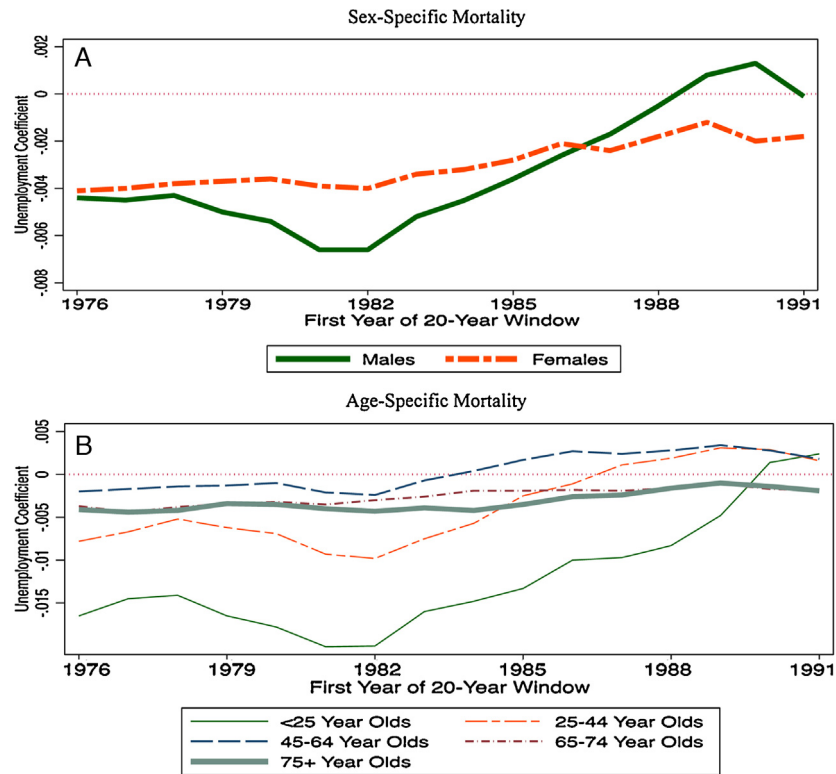 Sex-Specific Mortality
A
Unemployment Coefficient
.002
0
-.002
-.004
-.006
-.008
1976 1979 1982 1985 1988 1991
First Year of 20-Year Window
Males Females
Age-Specific Mortality
B
Unemployment Coefficient
.005
0
-.005
-.01
-.015
1976 1979 1982 1985 1988 1991
First Year of 20-Year Window
<25 Year Olds 25-44 Year Olds
45-64 Year Olds 65-74 Year Olds
75+ Year Olds